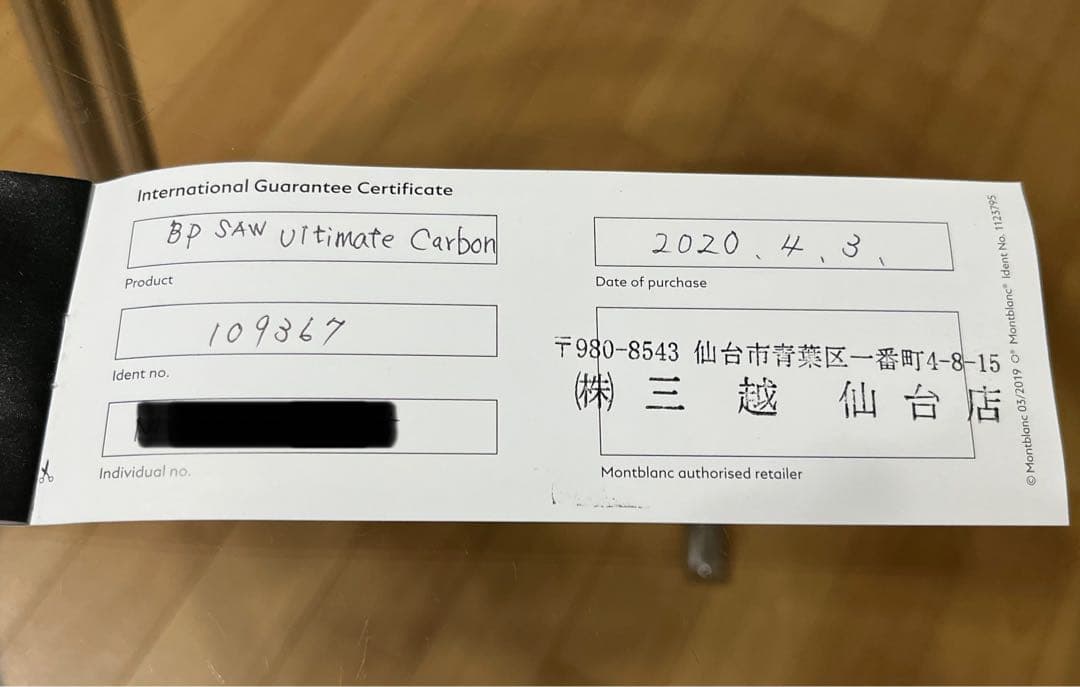 International Guarantee Certificate
BP SAW Ultimate Carbon
Product
109367
Ident no.
Individual no.
2020.4.3.
Date of purchase
〒980-8543 仙台市青葉区一番町4-8-15
㈱ 三越 仙台店
Montblanc authorised retailer
© Montblanc 03/2019 O® Montblanc® Ident No. 1123795